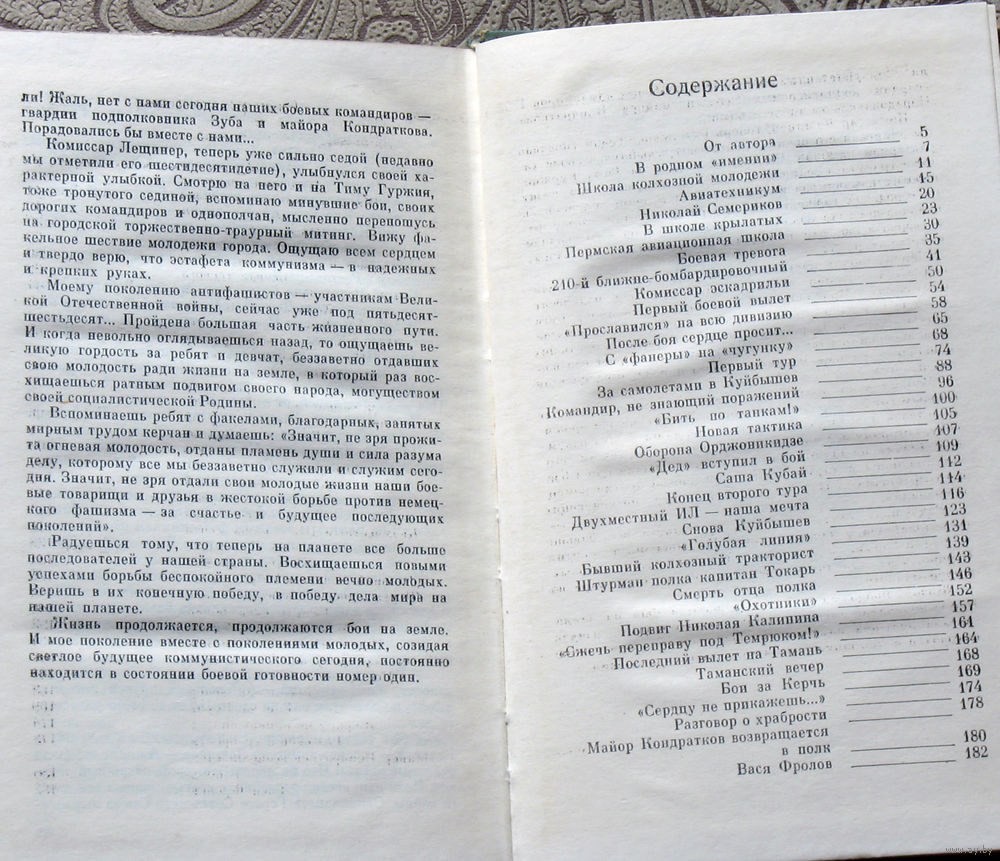 ли! Жаль, нет с нами сегодня наших боевых командиров —
гвардии подполковника Зуба и майора Кондраткова.
Порадовались бы вместе с нами...
Комиссар Лещинер, теперь уже сильно седой (недавно
мы отметили его шестидесятилетие), улыбнулся своей ха-
рактерной улыбкой. Смотрю на него и на Тиму Гуржия,
тоже тронутого сединой, вспоминаю минувшие бои, своих
дорогих командиров и однополчан, мысленно переношусь
на городской торжественно-траурный митинг. Вижу фа-
кельное шествие молодежи города. Ощущаю всем сердцем
и твердо верю, что эстафета коммунизма — в надежных
и крепких руках.
Моему поколению антифашистов — участникам Вели-
кой Отечественной войны, сейчас уже под пятьдесят-
шестьдесят... Пройдена большая часть жизненного пути.
И когда невольно оглядываешься назад, то ощущаешь ве-
ликую гордость за ребят и девчат, беззаветно отдавших
свою молодость ради жизни на земле, в который раз вос-
хищаешься ратным подвигом своего народа, могуществом
своей социалистической Родины.
Вспоминаешь ребят с факелами, благодарных, занятых
мирным трудом керчан и думаешь: «Значит, не зря прожи-
та огневая молодость, отданы пламень души и сила разума
делу, которому все мы беззаветно служили и служим сего-
дня. Значит, не зря отдали свои молодые жизни наши бое-
вые товарищи и друзья в жестокой борьбе против немец-
кого фашизма — за счастье и будущее последующих
поколений».
Радуешься тому, что теперь на планете все больше
последователей у нашей страны. Восхищаешься новыми
успехами борьбы беспокойного племени вечно молодых.
Веришь в их конечную победу, в победу дела мира на
нашей планете.
Жизнь продолжается, продолжаются бои на земле.
И мое поколение вместе с поколениями молодых, созидая
светлое будущее коммунистического сегодня, постоянно
находится в состоянии боевой готовности номер один.
Содержание
От автора 5
В родном «имении» 7
Школа колхозной молодежи 11
Авиатехникум 15
Николай Семериков 20
В школе крылатых 23
Пермская авиационная школа 30
Боевая тревога 35
210-й ближне-бомбардировочный 41
Комиссар эскадрильи 50
Первый боевой вылет 54
«Прославился» на всю дивизию 58
После боя сердце просит... 65
С «фанеры» на «чугунку» 68
Первый тур 74
За самолетами в Куйбышев 88
Командир, не знающий поражений 96
«Бить по танкам!» 100
Новая тактика 105
Оборона Орджоникидзе 107
«Дед» вступил в бой 109
Саша Кубай 112
Конец второго тура 114
Двухместный ИЛ — наша мечта 116
Снова Куйбышев 123
«Голубая линия» 131
Бывший колхозный тракторист 139
Штурман полка капитан Токарь 143
Смерть отца полка 146
«Охотники» 152
Подвиг Николая Калинина 157
«Сжечь переправу под Темрюком!» 161
Последний вылет на Тамань 164
Таманский вечер 168
Бои за Керчь 169
«Сердцу не прикажешь...» 174
Разговор о храбрости 178
Майор Кондратков возвращается
в полк 180
Вася Фролов 182